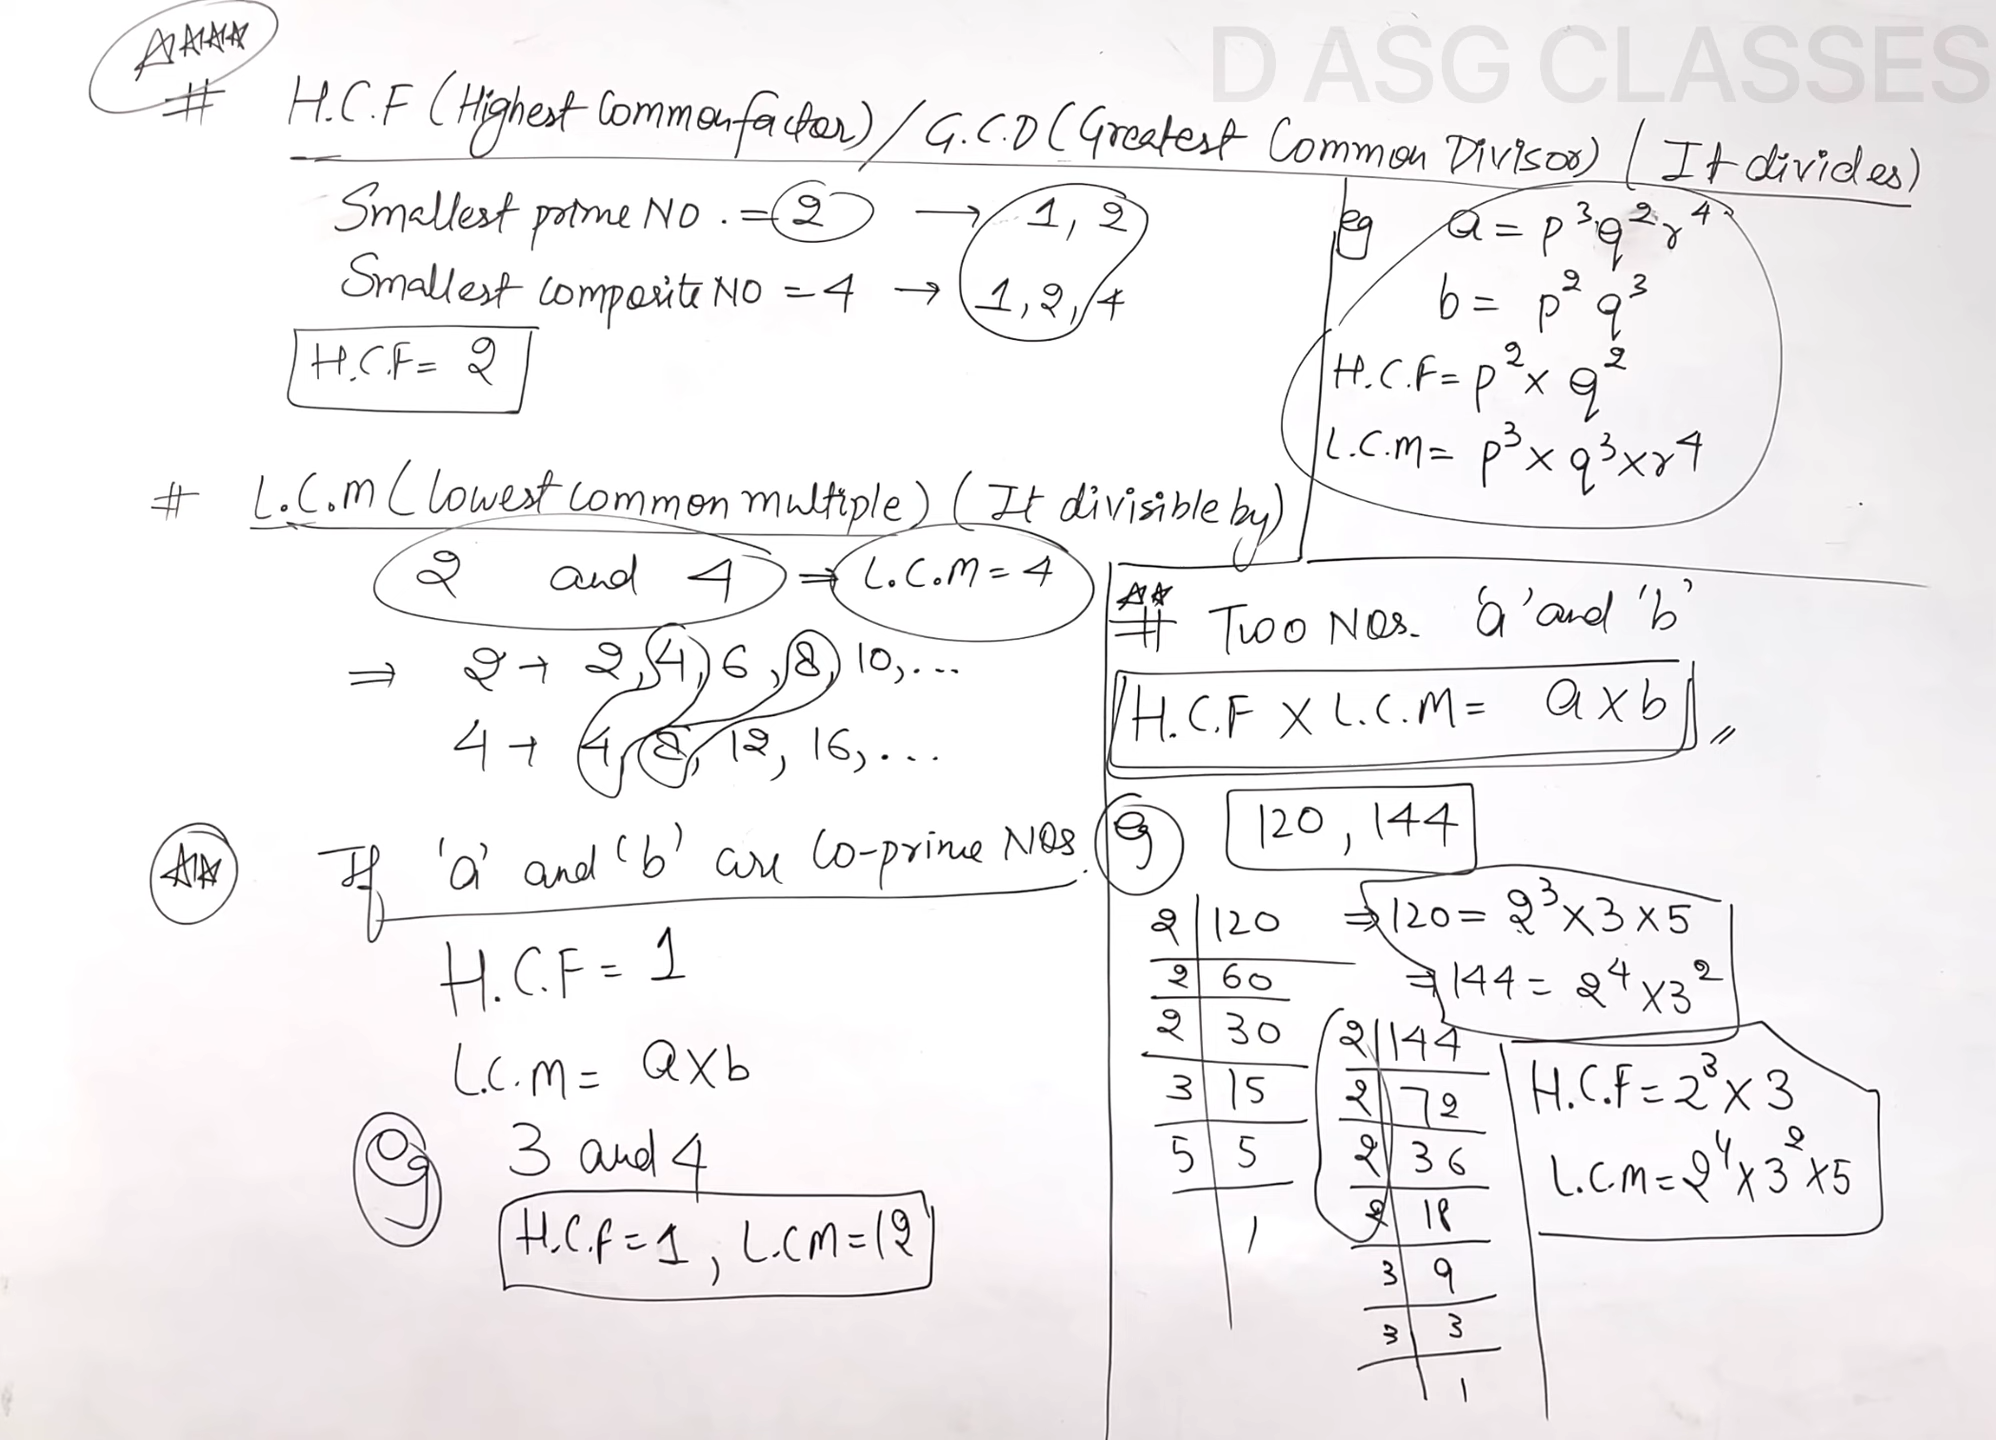 D ASG CLASSES
# H.C.F (Highest Common factor) / G.C.D (Greatest Common Divisor) (It divides)
Smallest prime NO. = 2 → 1, 2
Smallest composite NO = 4 → 1, 2, 4
H.C.F = 2
eg a = p³q²r⁴
b = p² q³
H.C.F = p² × q²
L.C.M = p³ × q³ × r⁴
# L.C.M (lowest common multiple) (It divisible by)
2 and 4 ⇒ L.C.M = 4
⇒ 2 → 2, 4, 6, 8, 10, ...
4 → 4, 8, 12, 16, ...
If 'a' and 'b' are Co-prime NOs.
H.C.F = 1
L.C.M = a×b
eg 3 and 4
H.C.F = 1, L.C.M = 12
# Two NOs. 'a' and 'b'
H.C.F × L.C.M = a × b
eg 120, 144
2 | 120
2 | 60
2 | 30
3 | 15
5 | 5
1
⇒ 120 = 2³ × 3 × 5
⇒ 144 = 2⁴ × 3²
2 | 144
2 | 72
2 | 36
2 | 18
3 | 9
3 | 3
1
H.C.F = 2³ × 3
L.C.M = 2⁴ × 3² × 5